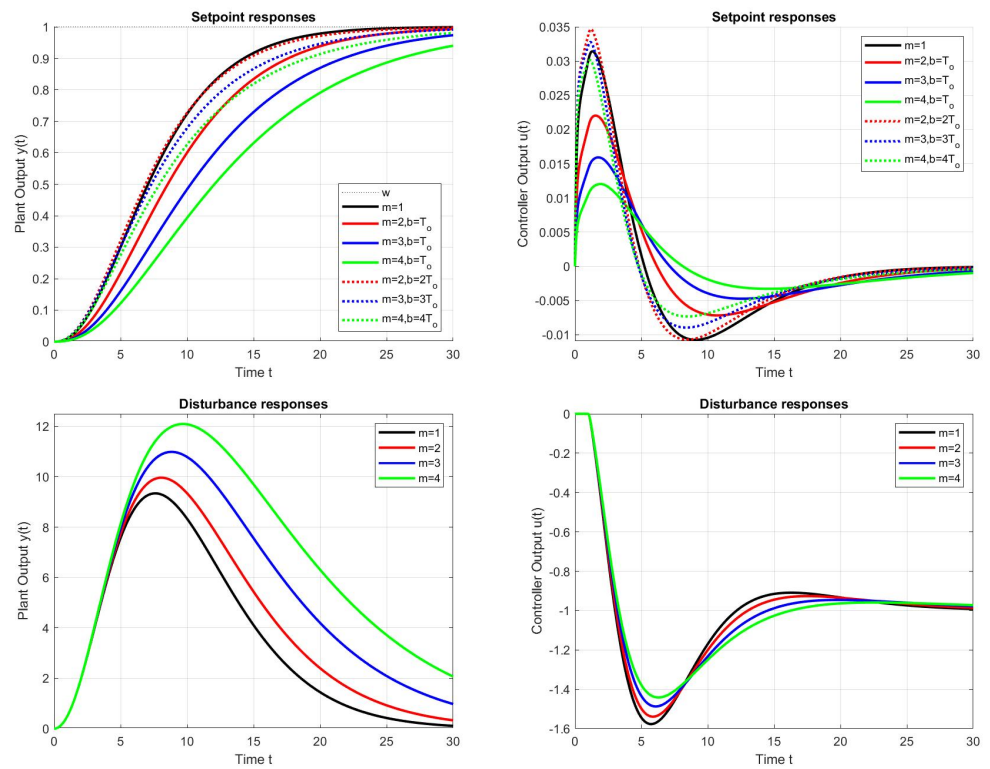 Setpoint responses
Plant Output y(t)
1
0.9
0.8
0.7
0.6
0.5
0.4
0.3
0.2
0.1
0
0 5 10 15 20 25 30
Time t
w
m=1
m=2,b=Tₒ
m=3,b=Tₒ
m=4,b=Tₒ
m=2,b=2Tₒ
m=3,b=3Tₒ
m=4,b=4Tₒ
Setpoint responses
Controller Output u(t)
0.035
0.03
0.025
0.02
0.015
0.01
0.005
0
-0.005
-0.01
0 5 10 15 20 25 30
Time t
m=1
m=2,b=Tₒ
m=3,b=Tₒ
m=4,b=Tₒ
m=2,b=2Tₒ
m=3,b=3Tₒ
m=4,b=4Tₒ
Disturbance responses
Plant Output y(t)
12
10
8
6
4
2
0
0 5 10 15 20 25 30
Time t
m=1
m=2
m=3
m=4
Disturbance responses
Controller Output u(t)
0
-0.2
-0.4
-0.6
-0.8
-1
-1.2
-1.4
-1.6
0 5 10 15 20 25 30
Time t
m=1
m=2
m=3
m=4